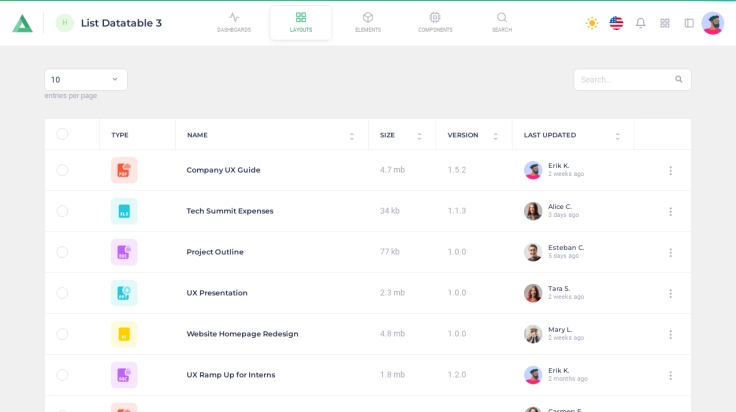 H
List Datatable 3
DASHBOARDS
LAYOUTS
ELEMENTS
COMPONENTS
SEARCH
10
entries per page
Search...
TYPE NAME SIZE VERSION LAST UPDATED
PDF Company UX Guide 4.7 mb 1.5.2 Erik K.
2 weeks ago
XLS Tech Summit Expenses 34 kb 1.1.3 Alice C.
3 days ago
Project Outline 77 kb 1.0.0 Esteban C.
5 days ago
UX Presentation 2.3 mb 1.0.0 Tara S.
2 weeks ago
Website Homepage Redesign 4.8 mb 1.0.0 Mary L.
2 weeks ago
UX Ramp Up for Interns 1.8 mb 1.2.0 Erik K.
2 months ago